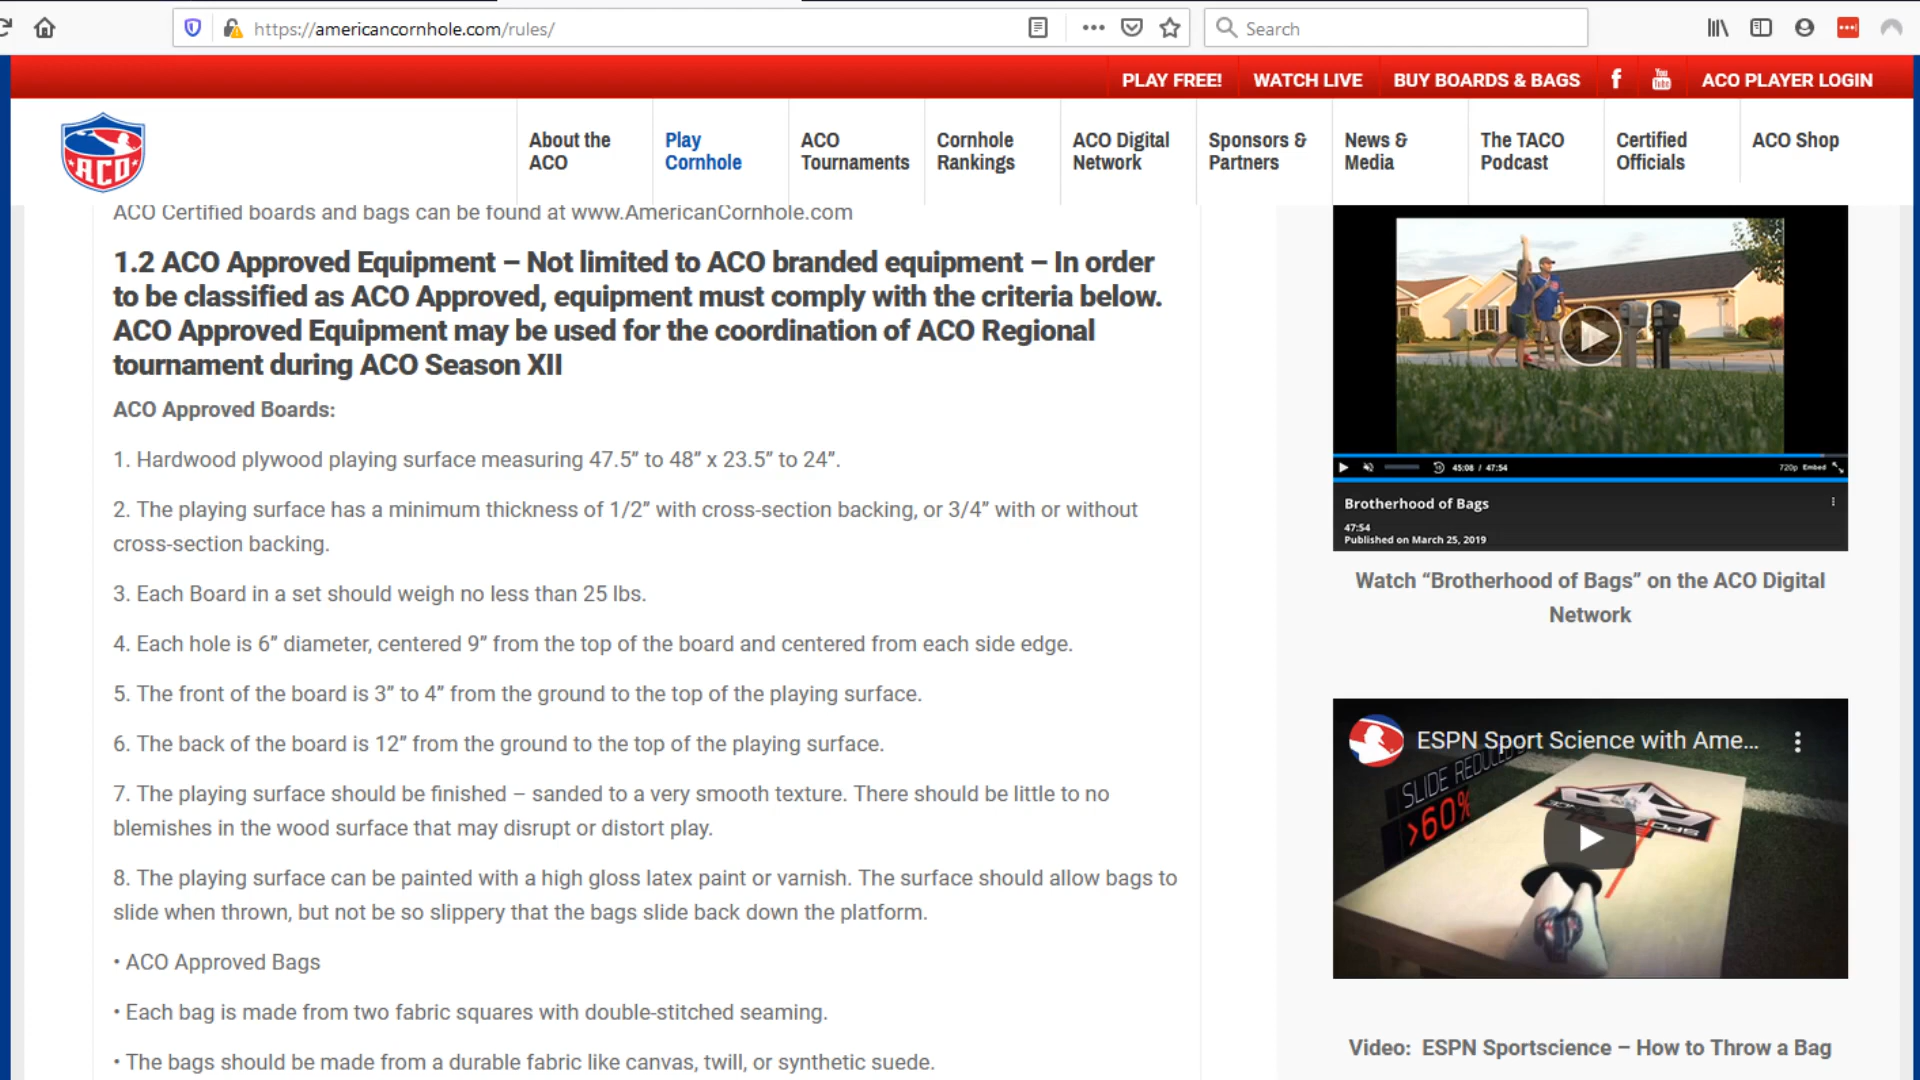 https://americancornhole.com/rules/
Search
PLAY FREE!
WATCH LIVE
BUY BOARDS & BAGS
You
Tube
ACO PLAYER LOGIN
ACO
About the
ACO
Play
Cornhole
ACO
Tournaments
Cornhole
Rankings
ACO Digital
Network
Sponsors &
Partners
News &
Media
The TACO
Podcast
Certified
Officials
ACO Shop
ACO Certified boards and bags can be found at www.AmericanCornhole.com
1.2 ACO Approved Equipment – Not limited to ACO branded equipment – In order
to be classified as ACO Approved, equipment must comply with the criteria below.
ACO Approved Equipment may be used for the coordination of ACO Regional
tournament during ACO Season XII
ACO Approved Boards:
1. Hardwood plywood playing surface measuring 47.5” to 48” x 23.5” to 24”.
2. The playing surface has a minimum thickness of 1/2” with cross-section backing, or 3/4” with or without
cross-section backing.
3. Each Board in a set should weigh no less than 25 lbs.
4. Each hole is 6” diameter, centered 9” from the top of the board and centered from each side edge.
5. The front of the board is 3” to 4” from the ground to the top of the playing surface.
6. The back of the board is 12” from the ground to the top of the playing surface.
7. The playing surface should be finished – sanded to a very smooth texture. There should be little to no
blemishes in the wood surface that may disrupt or distort play.
8. The playing surface can be painted with a high gloss latex paint or varnish. The surface should allow bags to
slide when thrown, but not be so slippery that the bags slide back down the platform.
• ACO Approved Bags
• Each bag is made from two fabric squares with double-stitched seaming.
• The bags should be made from a durable fabric like canvas, twill, or synthetic suede.
45:08 / 47:54
720p Embed
Brotherhood of Bags
47:54
Published on March 25, 2019
Watch “Brotherhood of Bags” on the ACO Digital
Network
ESPN Sport Science with Ame...
SLIDE REDUCED
>60%
Video: ESPN Sportscience – How to Throw a Bag